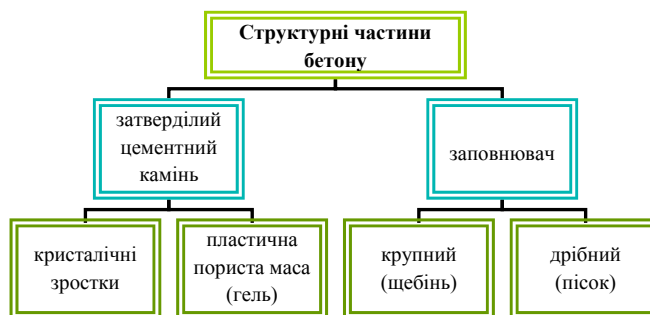 Структурні частини
бетону
затверділий
цементний
камінь
заповнювач
кристалічні
зростки
пластична
пориста маса
(гель)
крупний
(щебінь)
дрібний
(пісок)